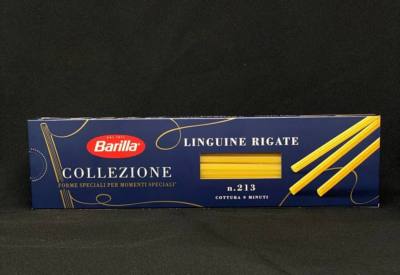 Barilla
COLLEZIONE
FORME SPECIALI PER MOMENTI SPECIALI
LINGUINE RIGATE
n.213
COTTURA 9 MINUTI